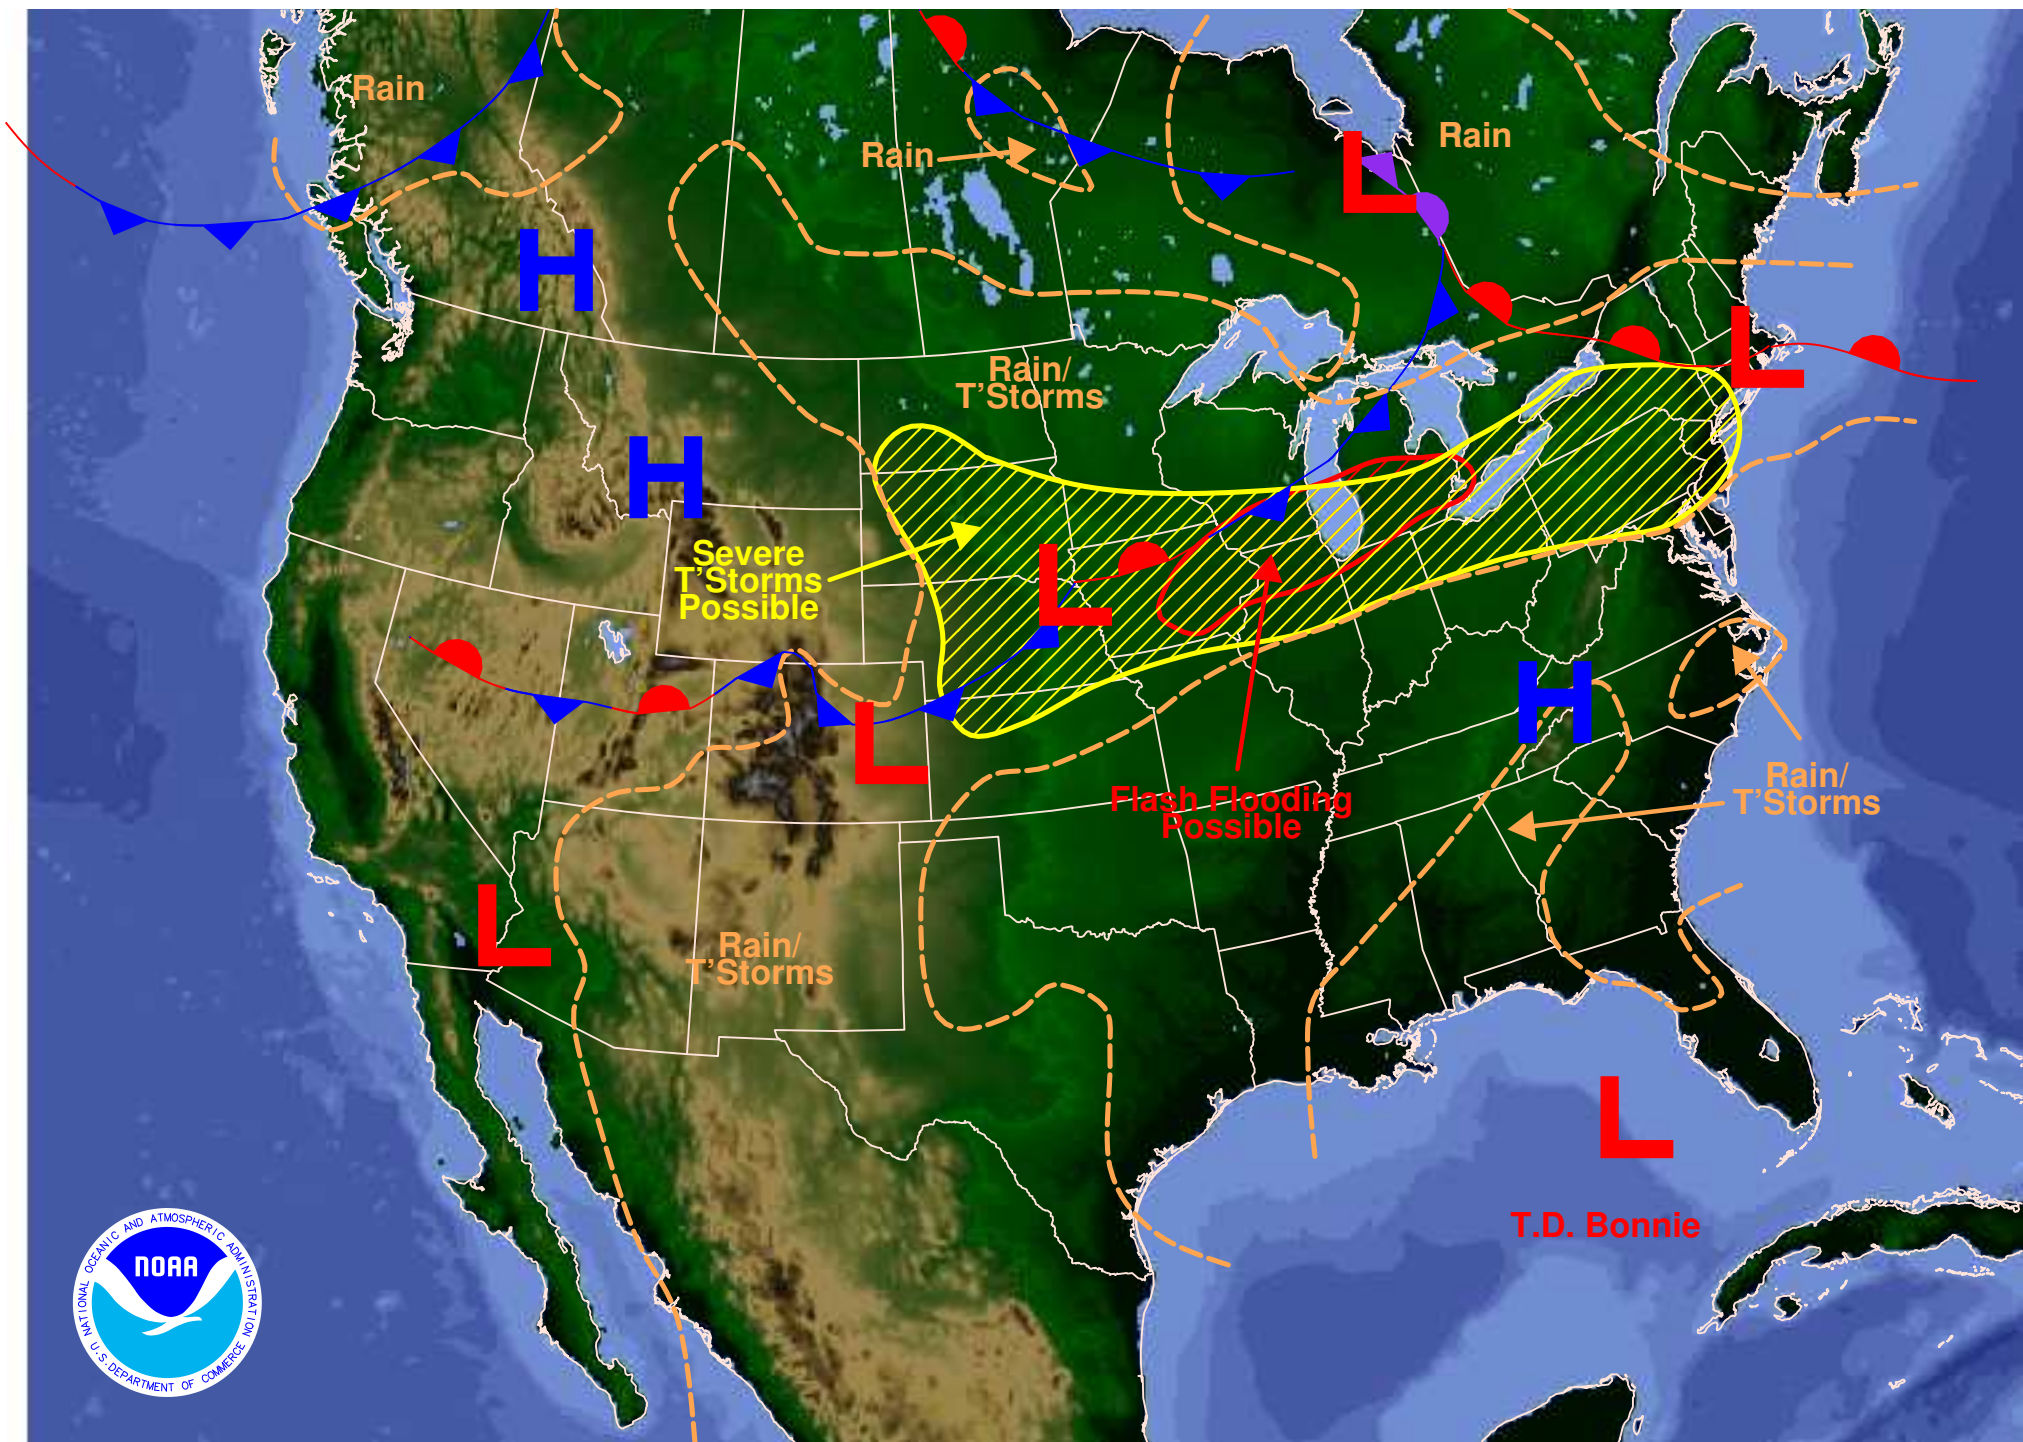 Rain
Rain
Rain
H
L
L
Rain/
T'Storms
H
Severe
T'Storms
Possible
L
H
L
Flash Flooding
Possible
Rain/
T'Storms
L
Rain/
T'Storms
L
T.D. Bonnie
NATIONAL OCEANIC AND ATMOSPHERIC ADMINISTRATION
NOAA
U.S. DEPARTMENT OF COMMERCE